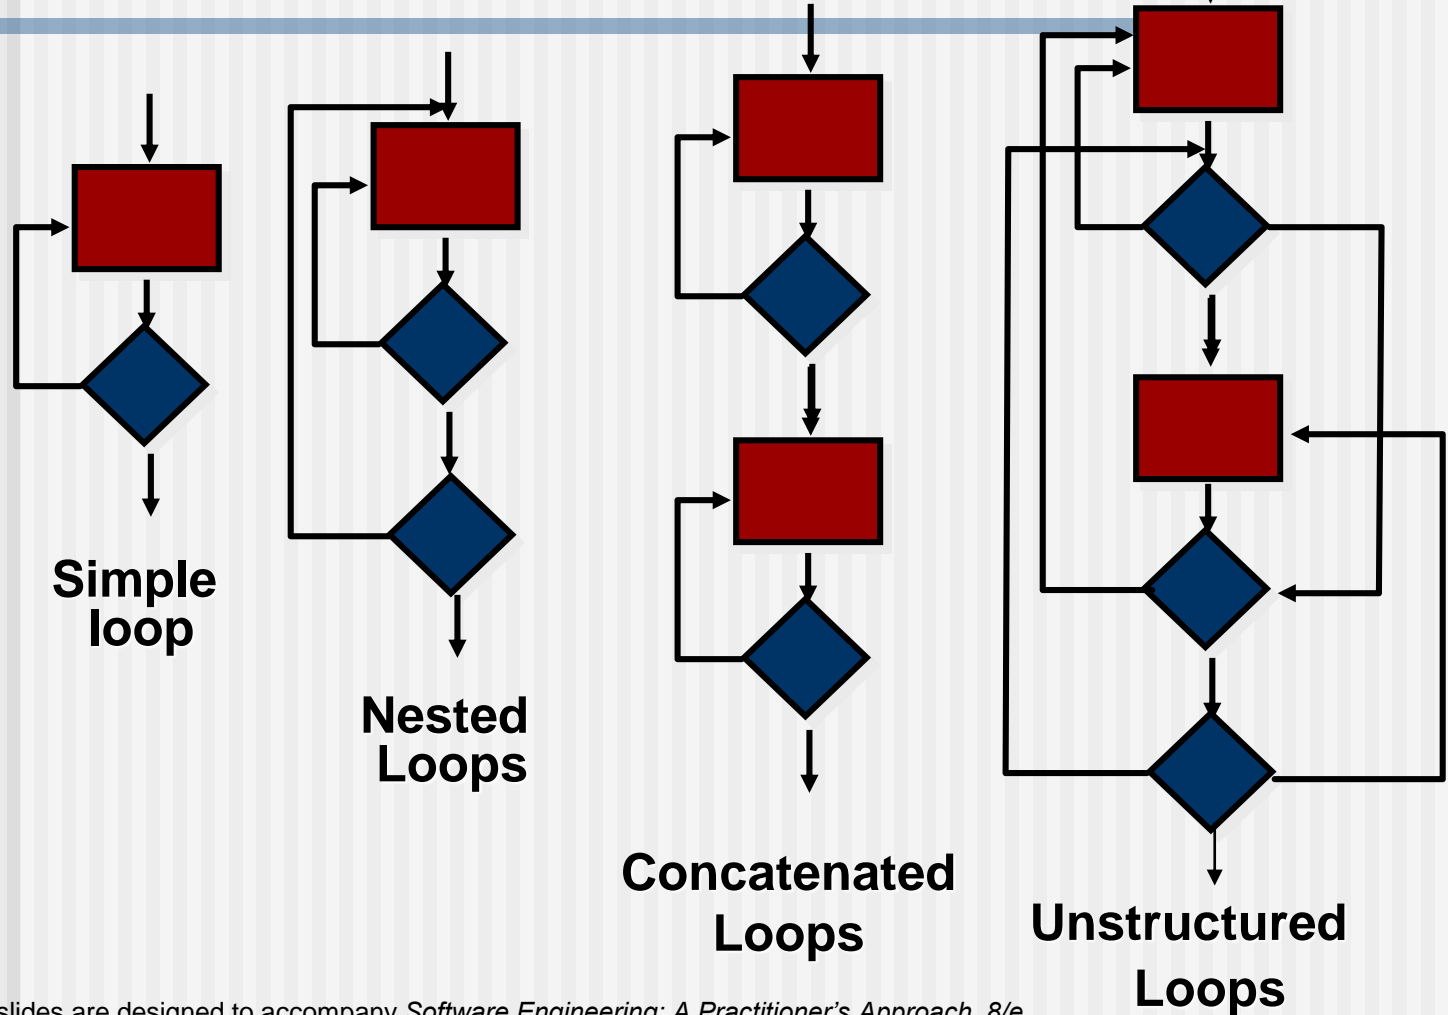 Simple
loop
Nested
Loops
Concatenated
Loops
Unstructured
Loops
slides are designed to accompany Software Engineering: A Practitioner's Approach, 8/e